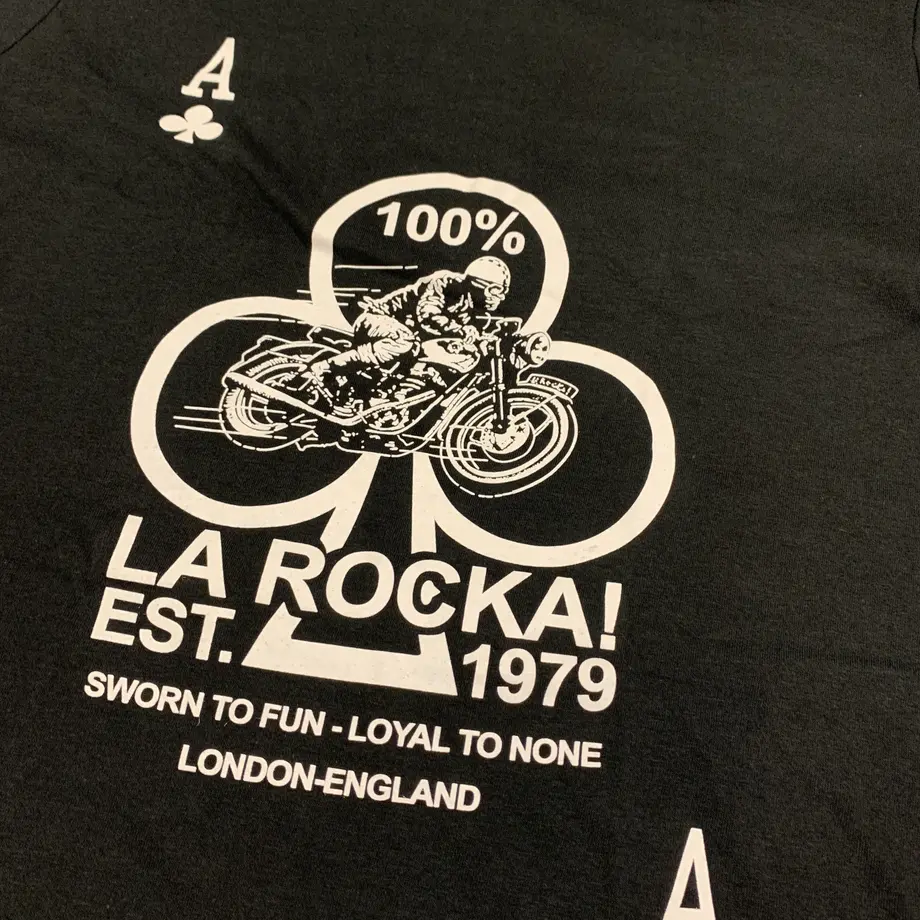 A
100%
LA ROCKA!
EST. 1979
SWORN TO FUN - LOYAL TO NONE
LONDON-ENGLAND
A